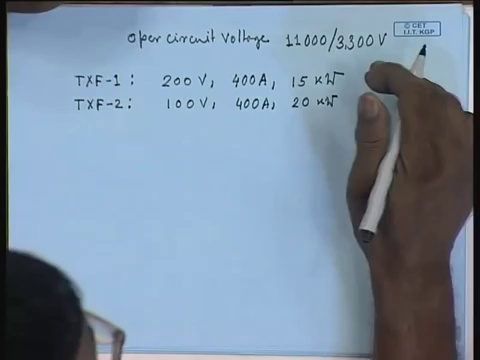 Open circuit Voltage 11000/3,300 V
© CET
I.I.T. KGP
TXF-1: 200 V, 400A, 15 KW
TXF-2: 100 V, 400A, 20 KW